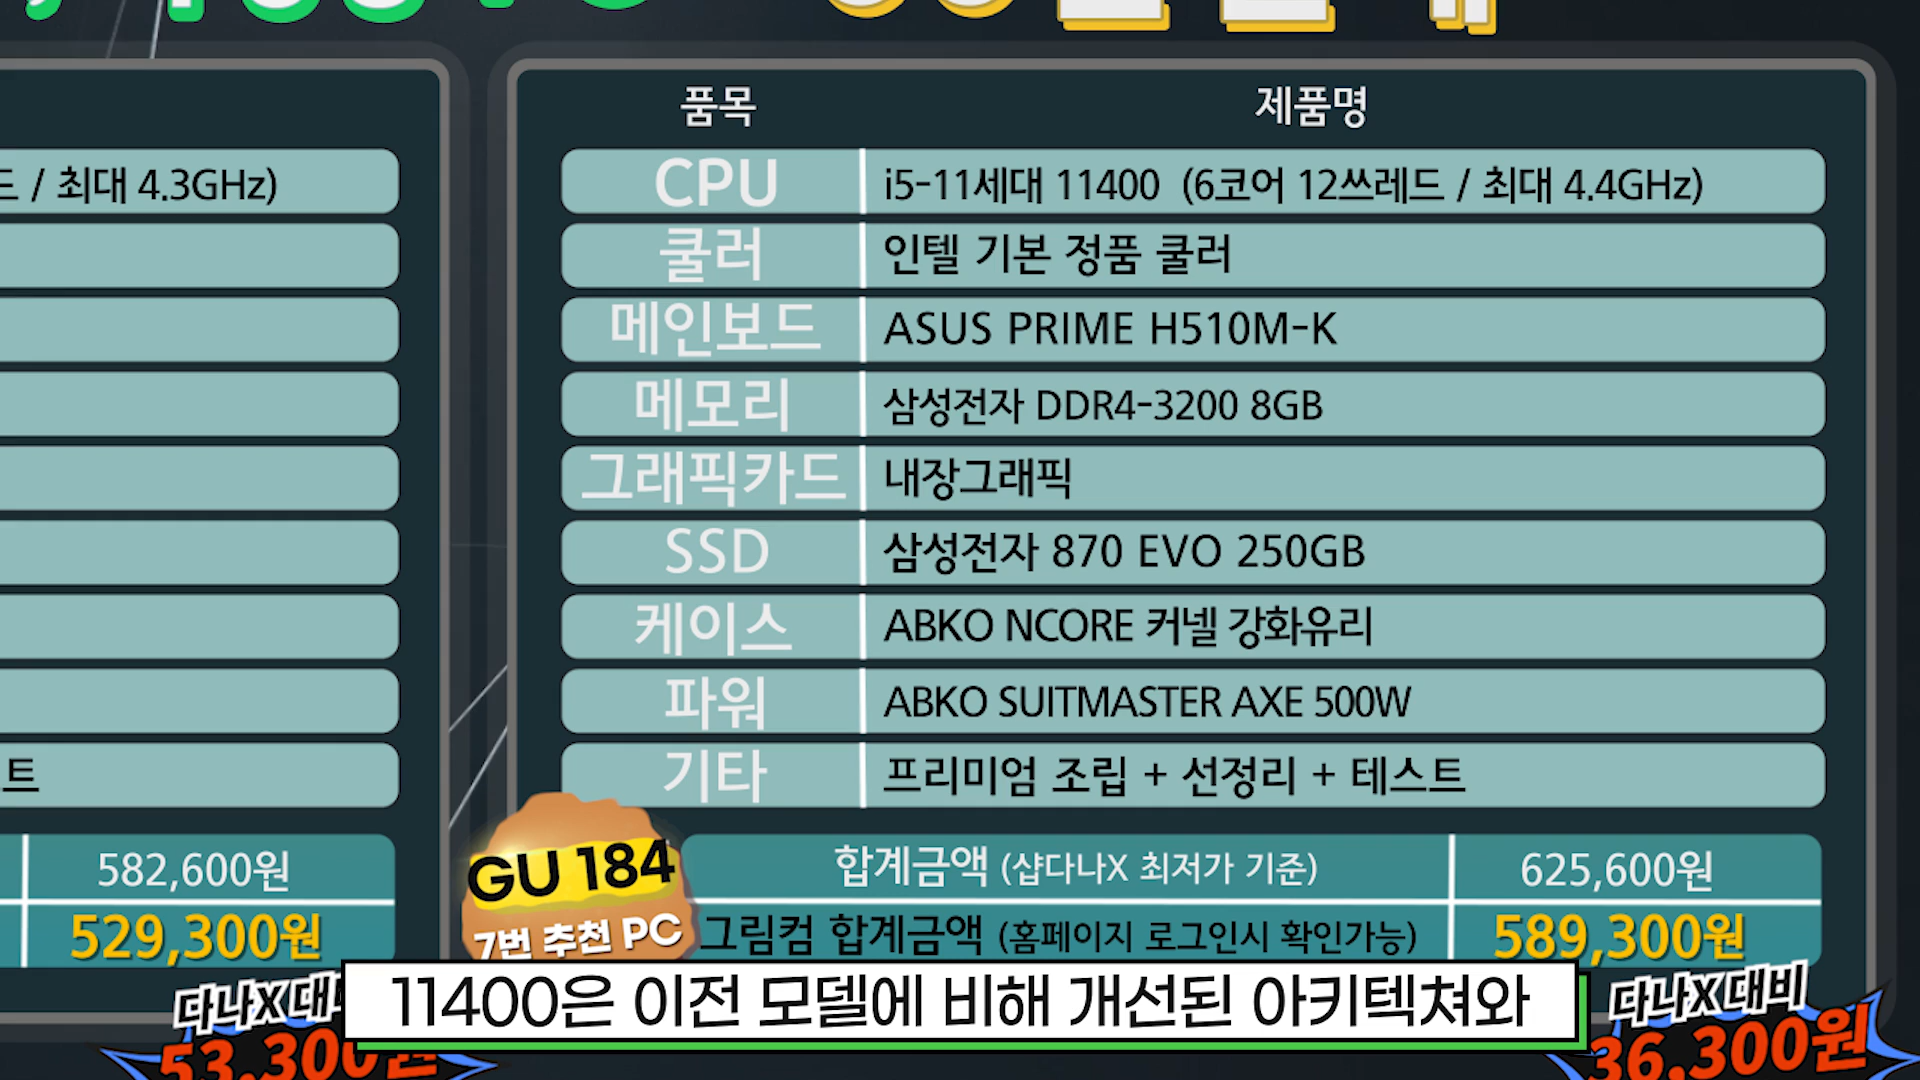 / 최대 4.3GHz)
트
582,600원
529,300원
다나X 대
53,300원
품목 제품명
CPU i5-11세대 11400 (6코어 12쓰레드 / 최대 4.4GHz)
쿨러 인텔 기본 정품 쿨러
메인보드 ASUS PRIME H510M-K
메모리 삼성전자 DDR4-3200 8GB
그래픽카드 내장그래픽
SSD 삼성전자 870 EVO 250GB
케이스 ABKO NCORE 커넬 강화유리
파워 ABKO SUITMASTER AXE 500W
기타 프리미엄 조립 + 선정리 + 테스트
GU 184
7번 추천 PC
합계금액 (샵다나X 최저가 기준) 625,600원
그림컴 합계금액 (홈페이지 로그인시 확인가능) 589,300원
다나X 대비
36,300원
11400은 이전 모델에 비해 개선된 아키텍쳐와